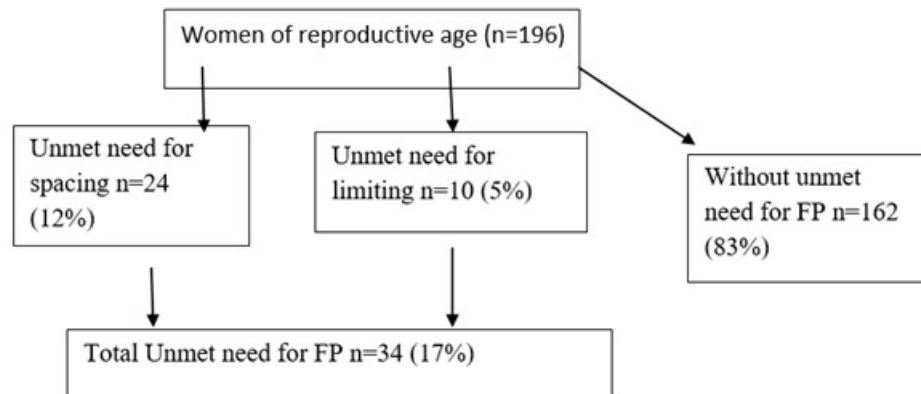 Women of reproductive age (n=196)
Unmet need for
spacing n=24
(12%)
Unmet need for
limiting n=10 (5%)
Without unmet
need for FP n=162
(83%)
Total Unmet need for FP n=34 (17%)